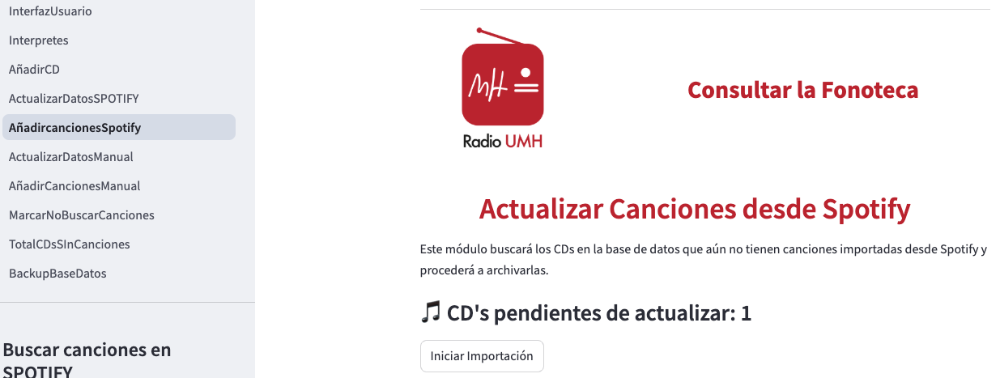 InterfazUsuario
Interpretes
AñadirCD
ActualizarDatosSPOTIFY
AñadircancionesSpotify
ActualizarDatosManual
AñadirCancionesManual
MarcarNoBuscarCanciones
TotalCDsSInCanciones
BackupBaseDatos
Buscar canciones en
SPOTIFY
MH
Radio UMH
Consultar la Fonoteca
Actualizar Canciones desde Spotify
Este módulo buscará los CDs en la base de datos que aún no tienen canciones importadas desde Spotify y
procederá a archivarlas.
🎵 CD's pendientes de actualizar: 1
Iniciar Importación